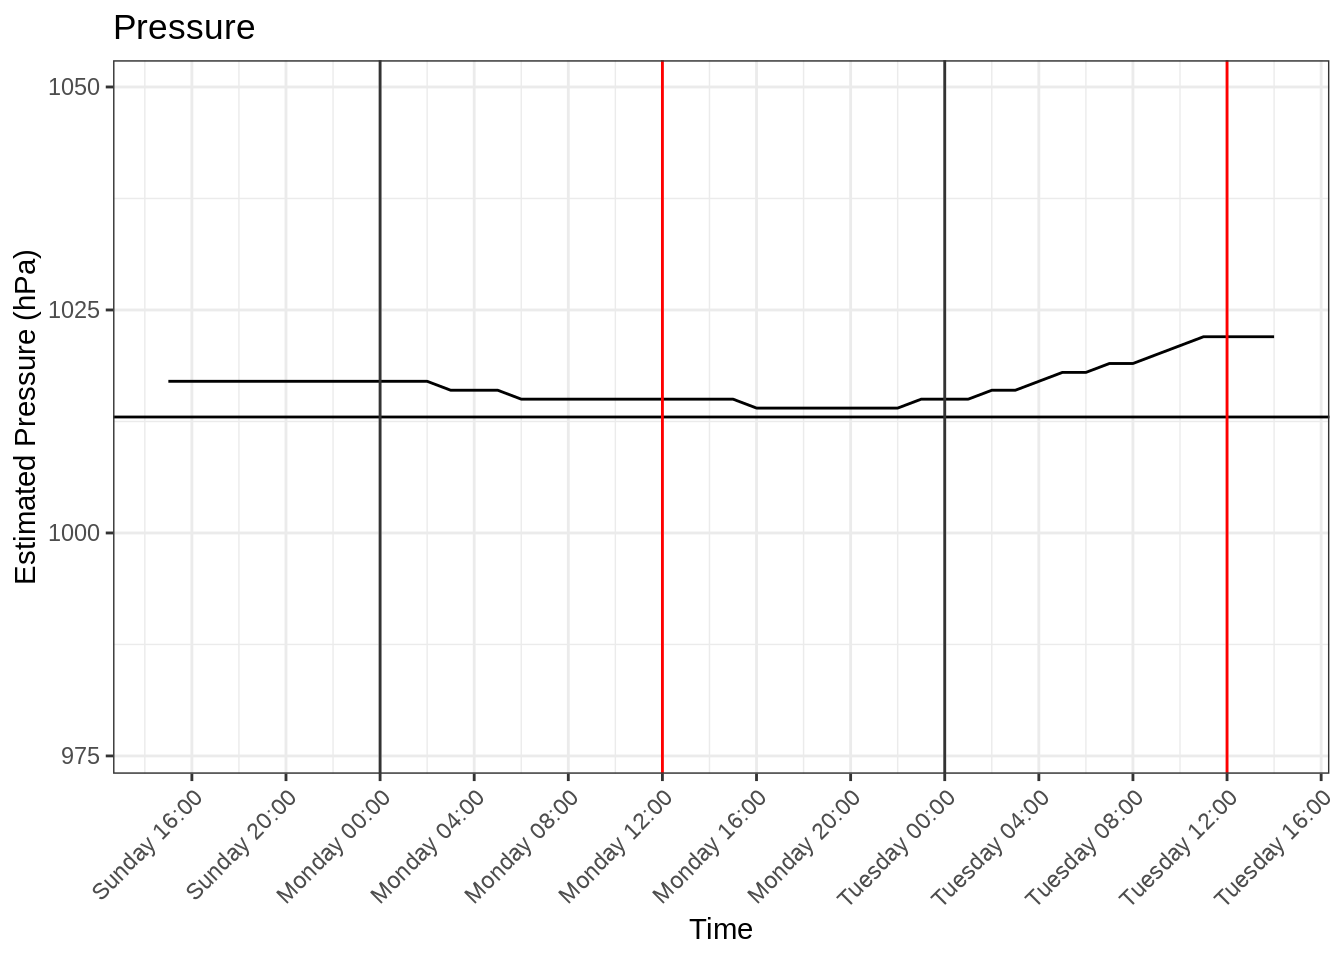 Pressure
Estimated Pressure (hPa)
1050
1025
1000
975
Sunday 16:00
Sunday 20:00
Monday 00:00
Monday 04:00
Monday 08:00
Monday 12:00
Monday 16:00
Monday 20:00
Tuesday 00:00
Tuesday 04:00
Tuesday 08:00
Tuesday 12:00
Tuesday 16:00
Time